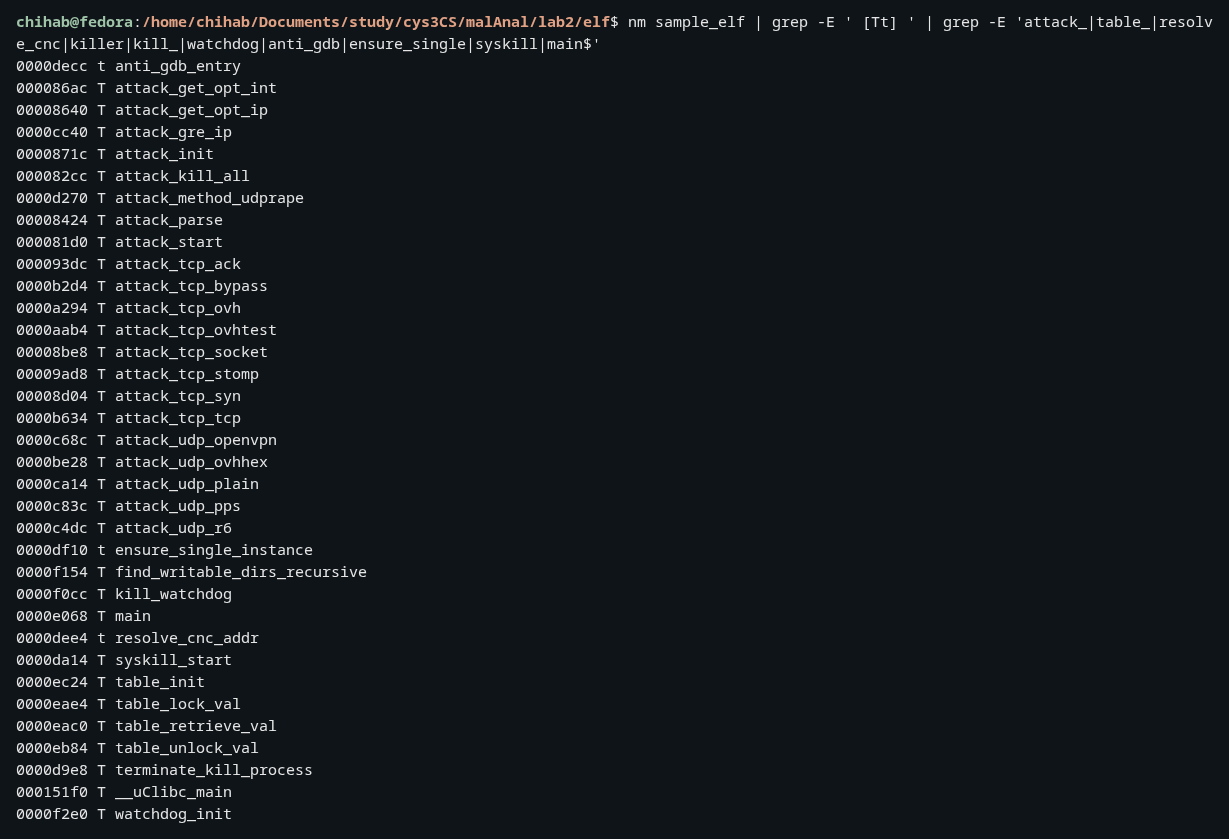 chihab@fedora:/home/chihab/Documents/study/cys3CS/malAnal/lab2/elf$ nm sample_elf | grep -E ' [Tt] ' | grep -E 'attack_|table_|resolv
e_cnc|killer|kill_|watchdog|anti_gdb|ensure_single|syskill|main$'
0000decc t anti_gdb_entry
000086ac T attack_get_opt_int
00008640 T attack_get_opt_ip
0000cc40 T attack_gre_ip
0000871c T attack_init
000082cc T attack_kill_all
0000d270 T attack_method_udprape
00008424 T attack_parse
000081d0 T attack_start
000093dc T attack_tcp_ack
0000b2d4 T attack_tcp_bypass
0000a294 T attack_tcp_ovh
0000aab4 T attack_tcp_ovhtest
00008be8 T attack_tcp_socket
00009ad8 T attack_tcp_stomp
00008d04 T attack_tcp_syn
0000b634 T attack_tcp_tcp
0000c68c T attack_udp_openvpn
0000be28 T attack_udp_ovhhex
0000ca14 T attack_udp_plain
0000c83c T attack_udp_pps
0000c4dc T attack_udp_r6
0000df10 t ensure_single_instance
0000f154 T find_writable_dirs_recursive
0000f0cc T kill_watchdog
0000e068 T main
0000dee4 t resolve_cnc_addr
0000da14 T syskill_start
0000ec24 T table_init
0000eae4 T table_lock_val
0000eac0 T table_retrieve_val
0000eb84 T table_unlock_val
0000d9e8 T terminate_kill_process
000151f0 T __uClibc_main
0000f2e0 T watchdog_init